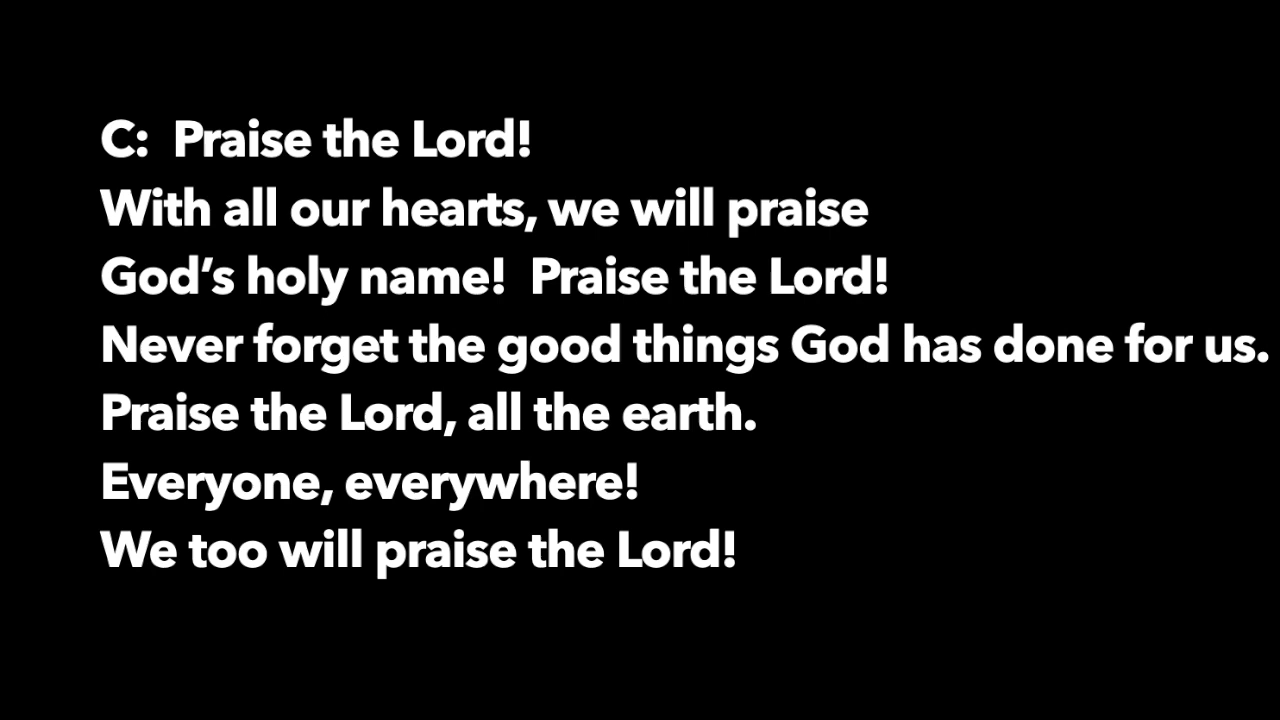 C:  Praise the Lord!
With all our hearts, we will praise
God’s holy name!  Praise the Lord!
Never forget the good things God has done for us.
Praise the Lord, all the earth.
Everyone, everywhere!
We too will praise the Lord!